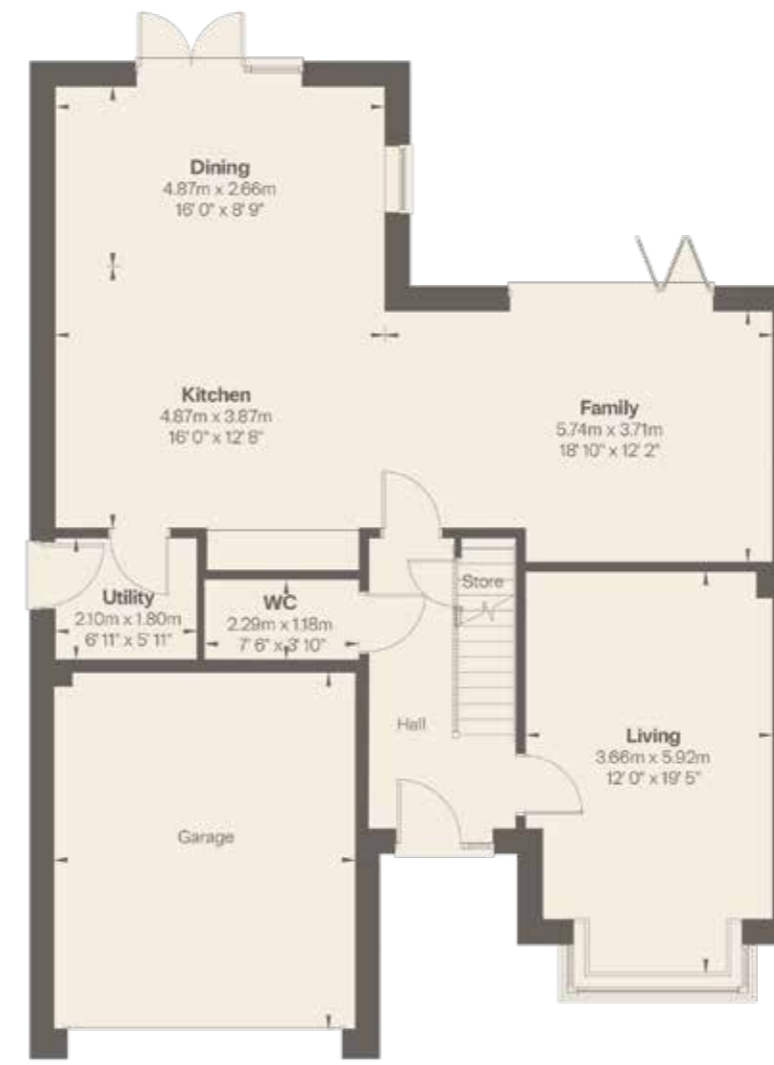 Dining
4.87m x 2.66m
16' 0" x 8' 9"
Kitchen
4.87m x 3.87m
16' 0" x 12' 8"
Family
5.74m x 3.71m
18' 10" x 12' 2"
Utility
2.10m x 1.80m
6' 11" x 5' 11"
WC
2.29m x 1.18m
7' 6" x 3' 10"
Store
Hall
Living
3.66m x 5.92m
12' 0" x 19' 5"
Garage